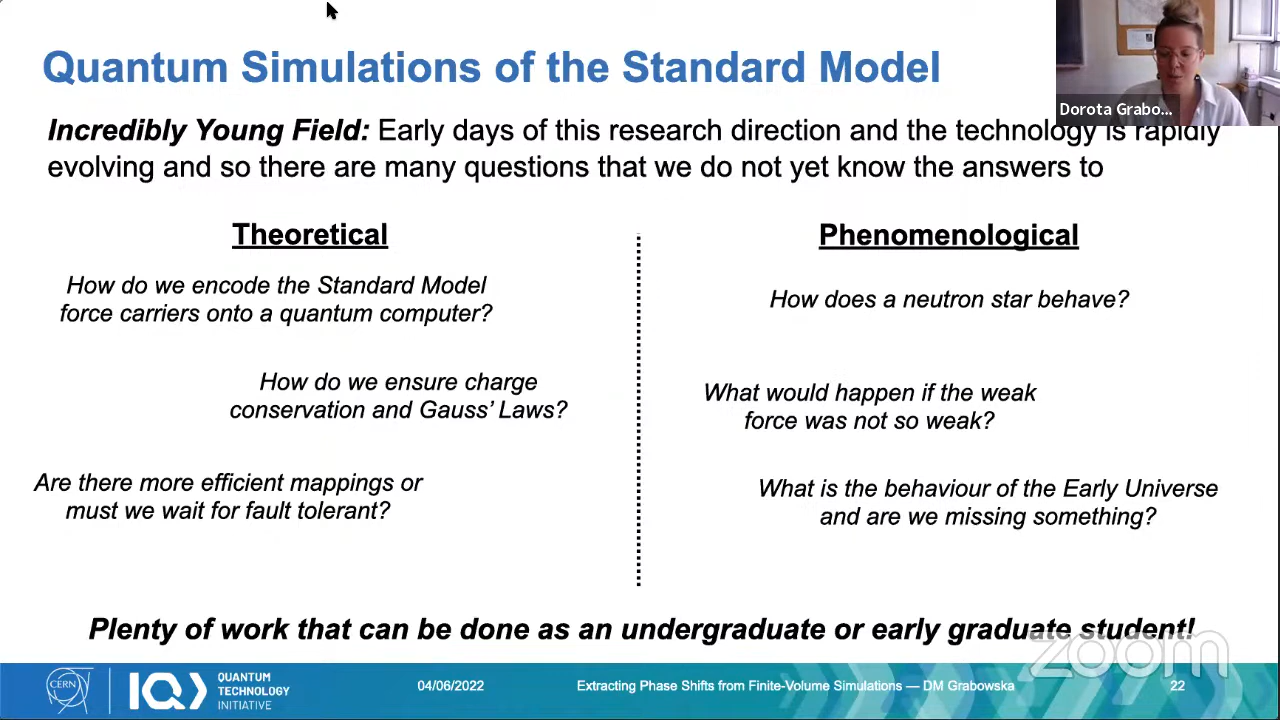 Quantum Simulations of the Standard Model
Dorota Grabo...
Incredibly Young Field: Early days of this research direction and the technology is rapidly
evolving and so there are many questions that we do not yet know the answers to
Theoretical
How do we encode the Standard Model
force carriers onto a quantum computer?
How do we ensure charge
conservation and Gauss' Laws?
Are there more efficient mappings or
must we wait for fault tolerant?
Phenomenological
How does a neutron star behave?
What would happen if the weak
force was not so weak?
What is the behaviour of the Early Universe
and are we missing something?
Plenty of work that can be done as an undergraduate or early graduate student!
zoom
CERN
QUANTUM
TECHNOLOGY
INITIATIVE
04/06/2022
Extracting Phase Shifts from Finite-Volume Simulations — DM Grabowska
22